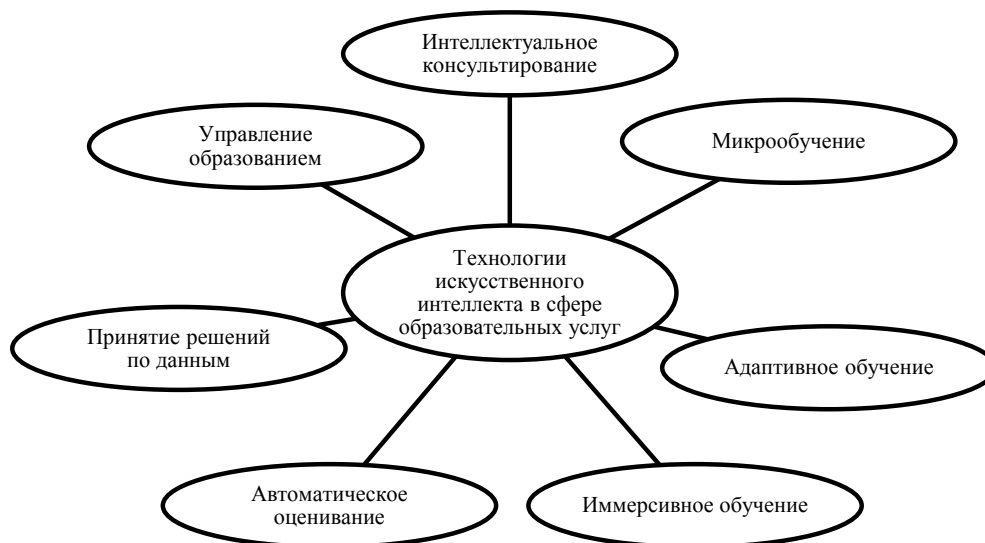 Интеллектуальное
консультирование
Управление
образованием
Микрообучение
Технологии
искусственного
интеллекта в сфере
образовательных услуг
Принятие решений
по данным
Адаптивное обучение
Автоматическое
оценивание
Иммерсивное обучение